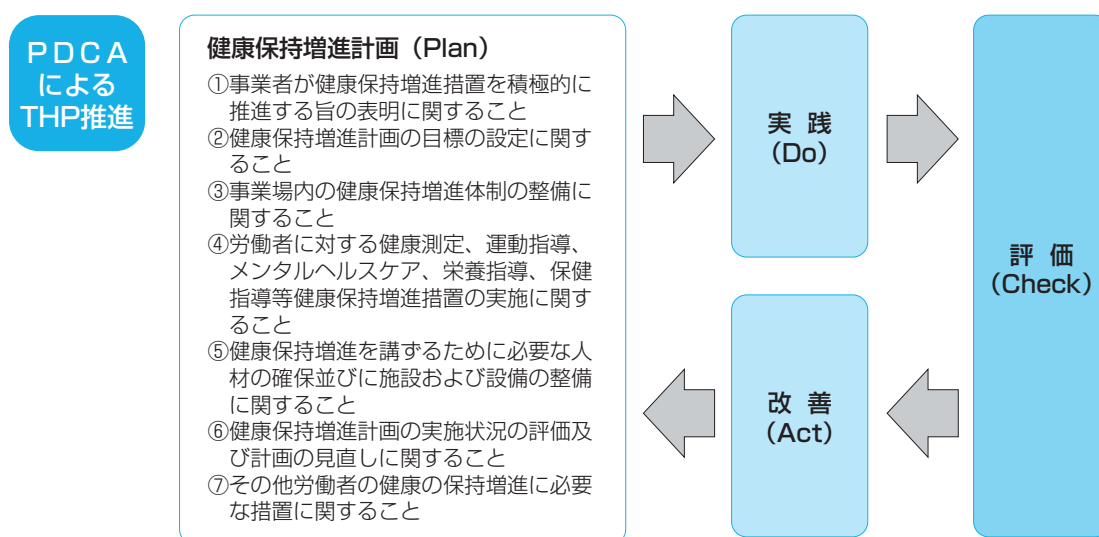 PDCA
による
THP推進
健康保持増進計画（Plan）
①事業者が健康保持増進措置を積極的に
推進する旨の表明に関すること
②健康保持増進計画の目標の設定に関す
ること
③事業場内の健康保持増進体制の整備に
関すること
④労働者に対する健康測定、運動指導、
メンタルヘルスケア、栄養指導、保健
指導等健康保持増進措置の実施に関す
ること
⑤健康保持増進を講ずるために必要な人
材の確保並びに施設および設備の整備
に関すること
⑥健康保持増進計画の実施状況の評価及
び計画の見直しに関すること
⑦その他労働者の健康の保持増進に必要
な措置に関すること
実 践
（Do）
評 価
（Check）
改 善
（Act）